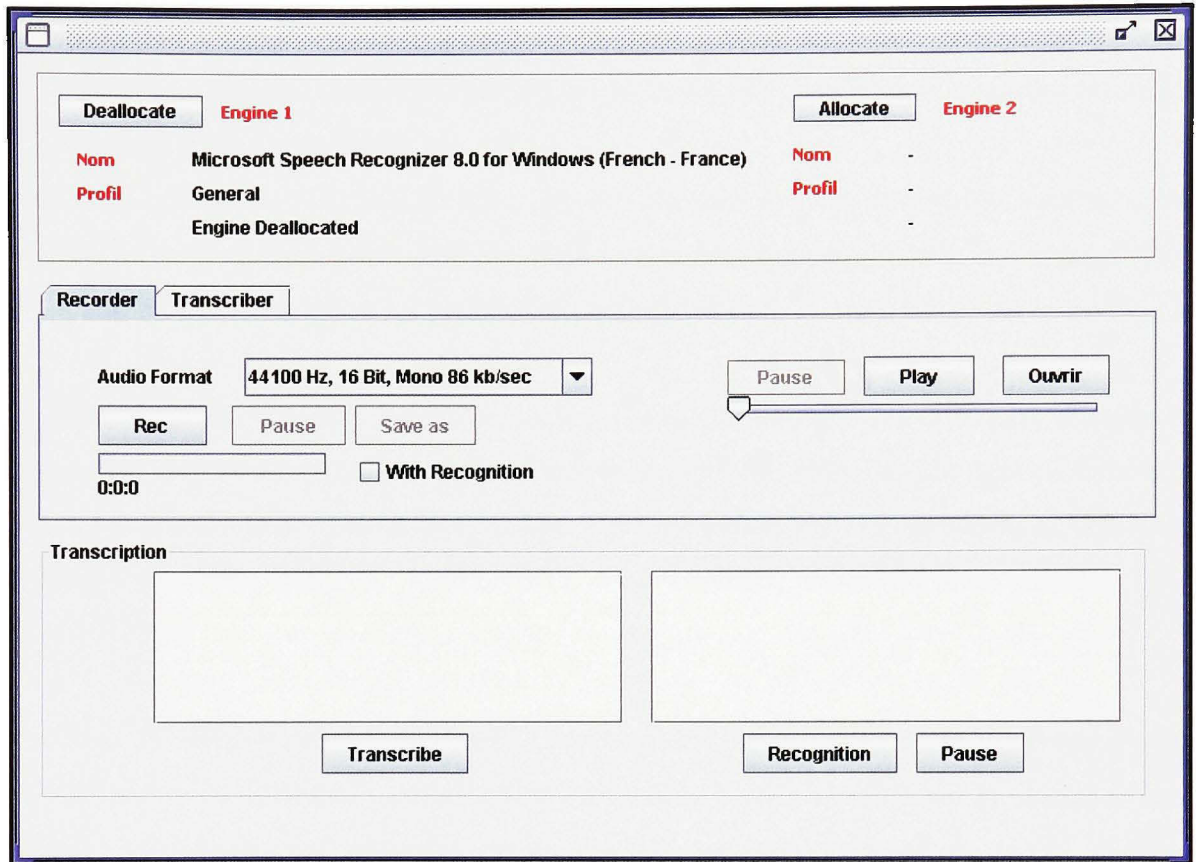 Deallocate Engine 1 Allocate Engine 2
Nom Microsoft Speech Recognizer 8.0 for Windows (French - France) Nom -
Profil General Profil -
Engine Deallocated -
Recorder Transcriber
Audio Format 44100 Hz, 16 Bit, Mono 86 kb/sec Pause Play Ouvrir
Rec Pause Save as
With Recognition
0:0:0
Transcription
Transcribe Recognition Pause